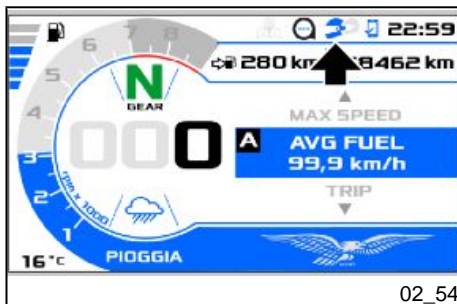 22:59
280 km
8462 km
8
7
6
5
4
3
2
1
rpm x 1000
N
GEAR
000
MAX SPEED
A AVG FUEL
99,9 km/h
TRIP
16°C
PIOGGIA
02_54